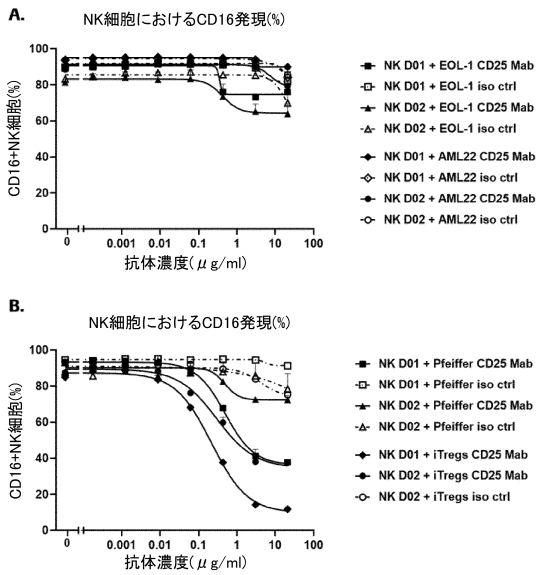 A.
NK細胞におけるCD16発現(%)
CD16+NK細胞(%)
100
80
60
40
20
0
0
0.001
0.01
0.1
1
10
100
抗体濃度(μg/ml)
NK D01 + EOL-1 CD25 Mab
NK D01 + EOL-1 iso ctrl
NK D02 + EOL-1 CD25 Mab
NK D02 + EOL-1 iso ctrl
NK D01 + AML22 CD25 Mab
NK D01 + AML22 iso ctrl
NK D02 + AML22 CD25 Mab
NK D02 + AML22 iso ctrl
B.
NK細胞におけるCD16発現(%)
CD16+NK細胞(%)
100
80
60
40
20
0
0
0.001
0.01
0.1
1
10
100
抗体濃度(μg/ml)
NK D01 + Pfeiffer CD25 Mab
NK D01 + Pfeiffer iso ctrl
NK D02 + Pfeiffer CD25 Mab
NK D02 + Pfeiffer iso ctrl
NK D01 + iTregs CD25 Mab
NK D02 + iTregs CD25 Mab
NK D02 + iTregs iso ctrl